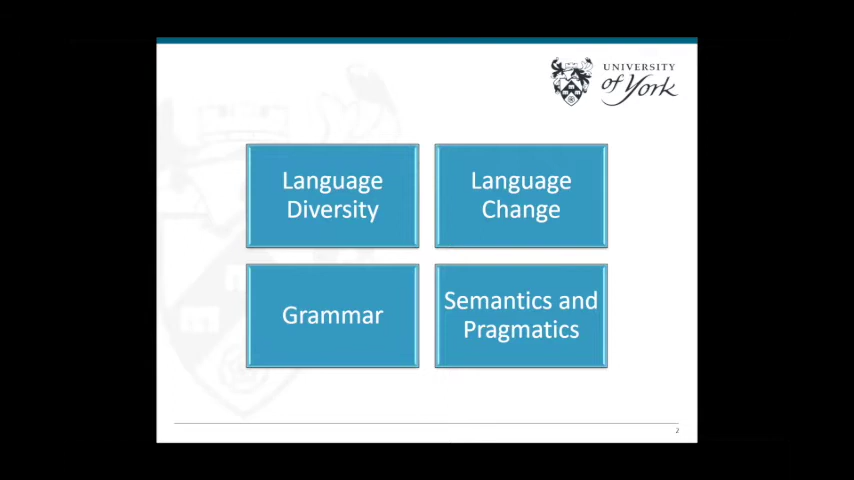 UNIVERSITY
of York
Language
Diversity
Language
Change
Grammar
Semantics and
Pragmatics
2